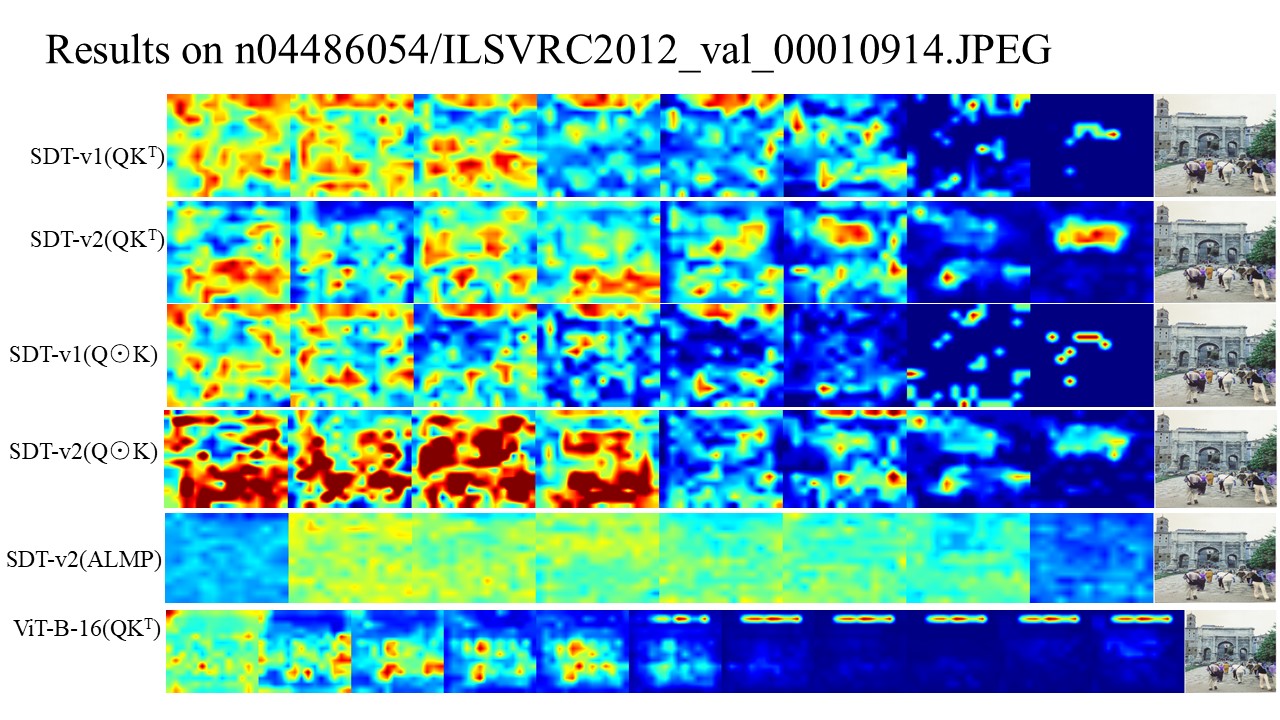 Results on n04486054/ILSVRC2012_val_00010914.JPEG
SDT-v1(QKᵀ)
SDT-v2(QKᵀ)
SDT-v1(Q⊙K)
SDT-v2(Q⊙K)
SDT-v2(ALMP)
ViT-B-16(QKᵀ)